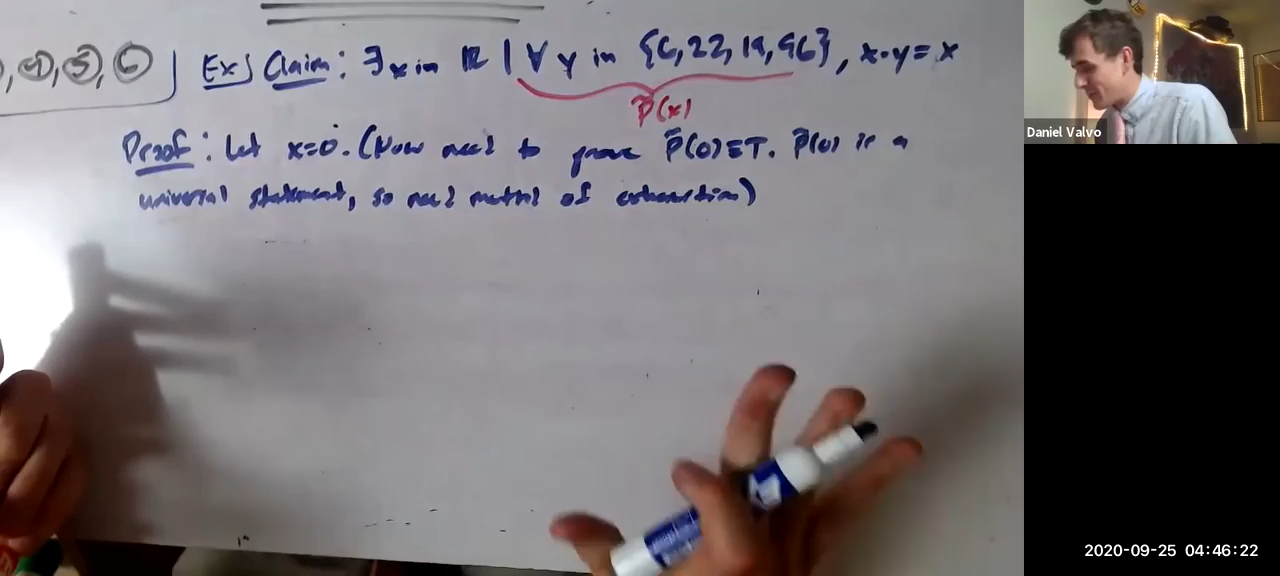 , ④, ⑤, ⑥
Ex] Claim: ∃x in ℝ | ∀ y in {6, 22, 19, 96}, x·y = x
P̃(x)
Proof: Let x=0. (Now need to prove P̃(0)≡T. P̃(0) is a
universal statement, so need method of exhaustion)
Daniel Valvo
2020-09-25 04:46:22